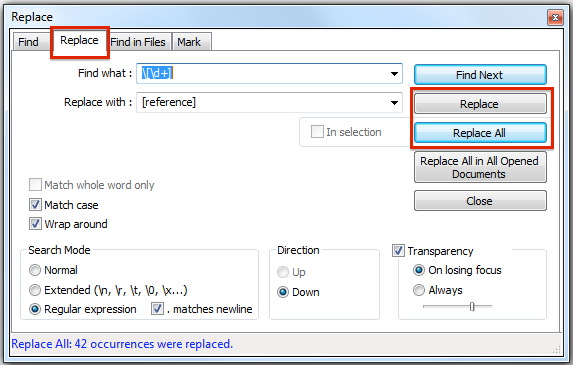 Replace
Find Replace Find in Files Mark
Find what : \[\d+] Find Next
Replace with : [reference] Replace
In selection Replace All
Replace All in All Opened
Documents
Match whole word only
Match case Close
Wrap around
Search Mode Direction Transparency
Normal Up On losing focus
Extended (\n, \r, \t, \0, \x...) Down Always
Regular expression . matches newline
Replace All: 42 occurrences were replaced.